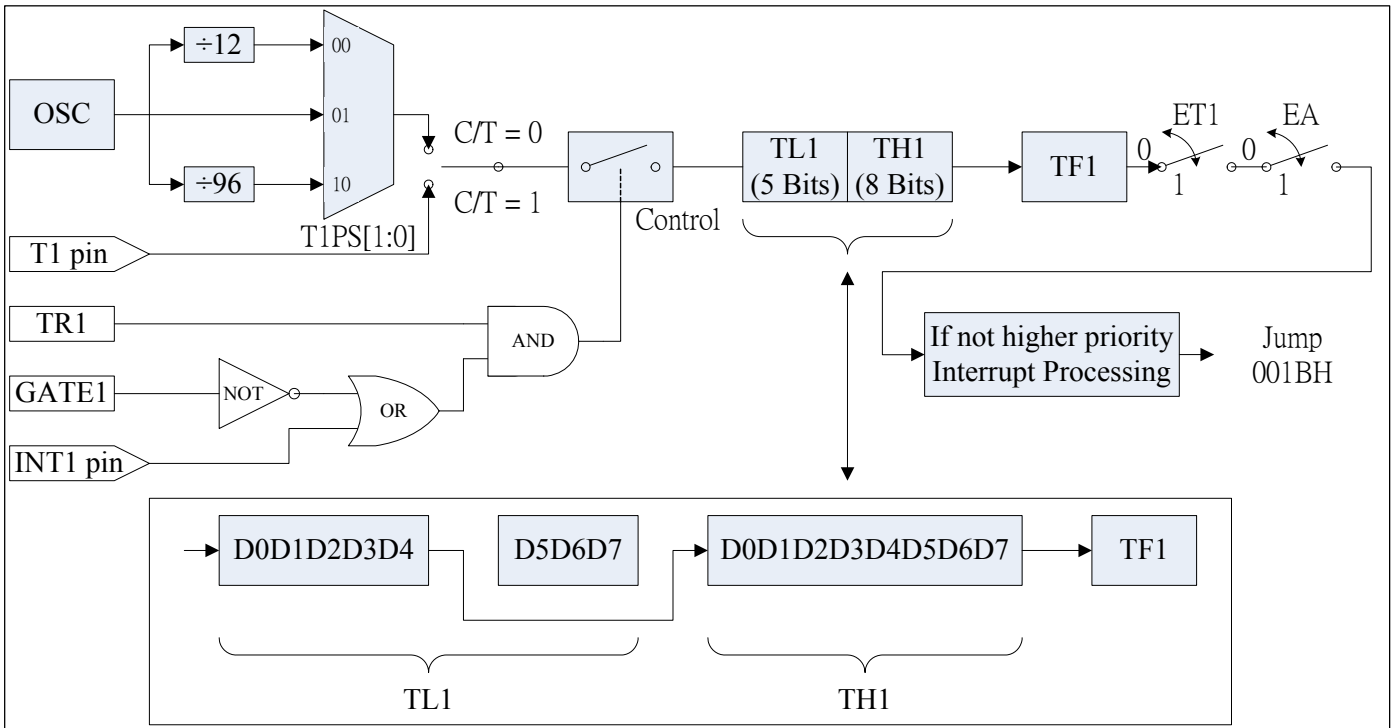 ÷12
00
OSC
01
÷96
10
T1PS[1:0]
C/T = 0
C/T = 1
Control
TL1
(5 Bits)
TH1
(8 Bits)
TF1
ET1
0
1
EA
0
1
T1 pin
TR1
GATE1
INT1 pin
NOT
OR
AND
If not higher priority
Interrupt Processing
Jump
001BH
D0D1D2D3D4
D5D6D7
D0D1D2D3D4D5D6D7
TF1
TL1
TH1